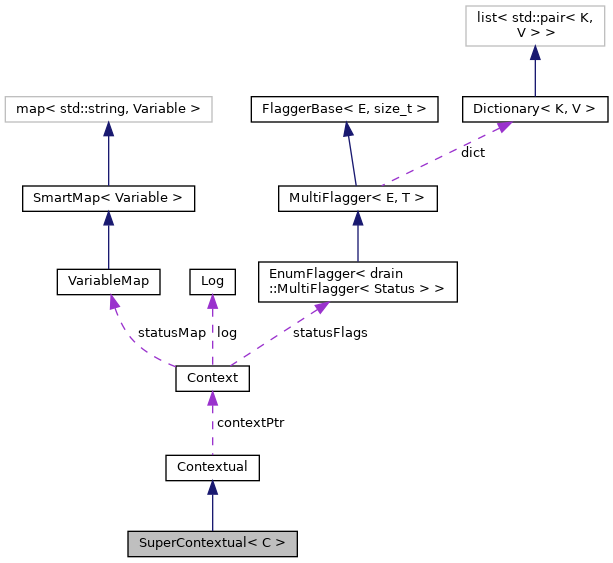 list< std::pair< K,
V > >
map< std::string, Variable >
FlaggerBase< E, size_t >
Dictionary< K, V >
dict
SmartMap< Variable >
MultiFlagger< E, T >
VariableMap
Log
EnumFlagger< drain
::MultiFlagger< Status > >
statusMap
log
statusFlags
Context
contextPtr
Contextual
SuperContextual< C >